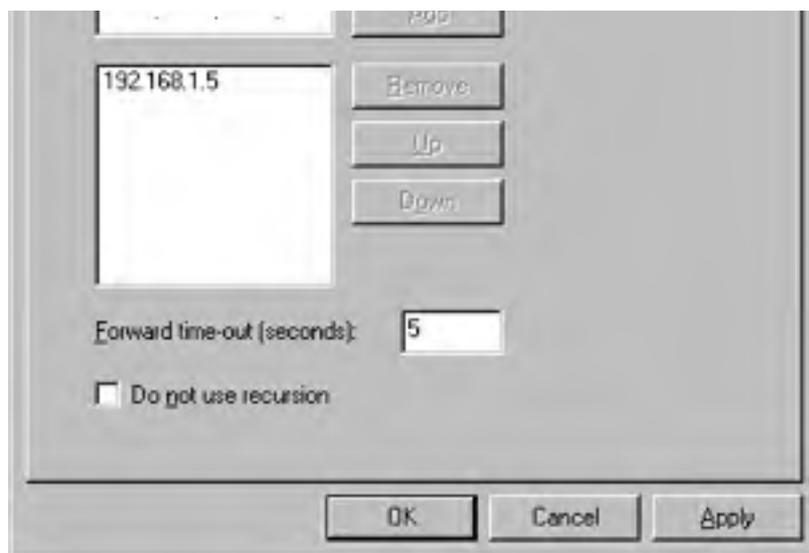 Add
192.168.1.5
Remove
Up
Down
Forward time-out (seconds):
5
Do not use recursion
OK
Cancel
Apply